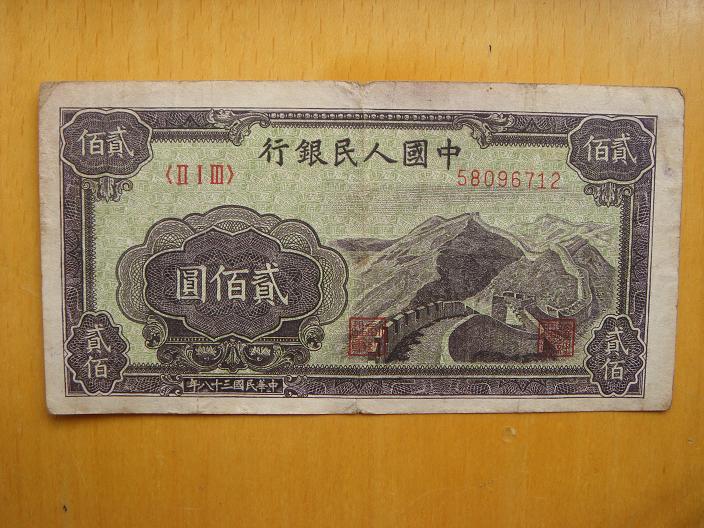 中國人民銀行
〈II I III〉 58096712
貳佰 貳佰
貳佰圓
貳佰 貳佰
中華民國三十八年